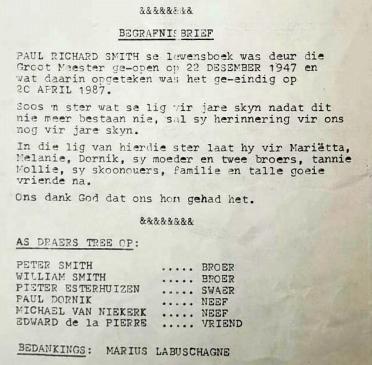 &&&&&&&&
BEGRAFNISBRIEF
PAUL RICHARD SMITH se lewensboek was deur die
Groot Meester ge-open op 22 DESEMBER 1947 en
wat daarin opgeteken was het ge-eindig op
20 APRIL 1987.
Soos n ster wat se lig vir jare skyn nadat dit
nie meer bestaan nie, sal sy herinnering vir ons
nog vir jare skyn.
In die lig van hierdie ster laat hy vir Mariëtta,
Melanie, Dornik, sy moeder en twee broers, tannie
Mollie, sy skoonouers, familie en talle goeie
vriende na.
Ons dank God dat ons hom gehad het.
&&&&&&&&
AS DRAERS TREE OP:
PETER SMITH ..... BROER
WILLIAM SMITH ..... BROER
PIETER ESTERHUIZEN ..... SWAER
PAUL DORNIK ..... NEEF
MICHAEL VAN NIEKERK ..... NEEF
EDWARD de la PIERRE ..... VRIEND
BEDANKINGS: MARIUS LABUSCHAGNE